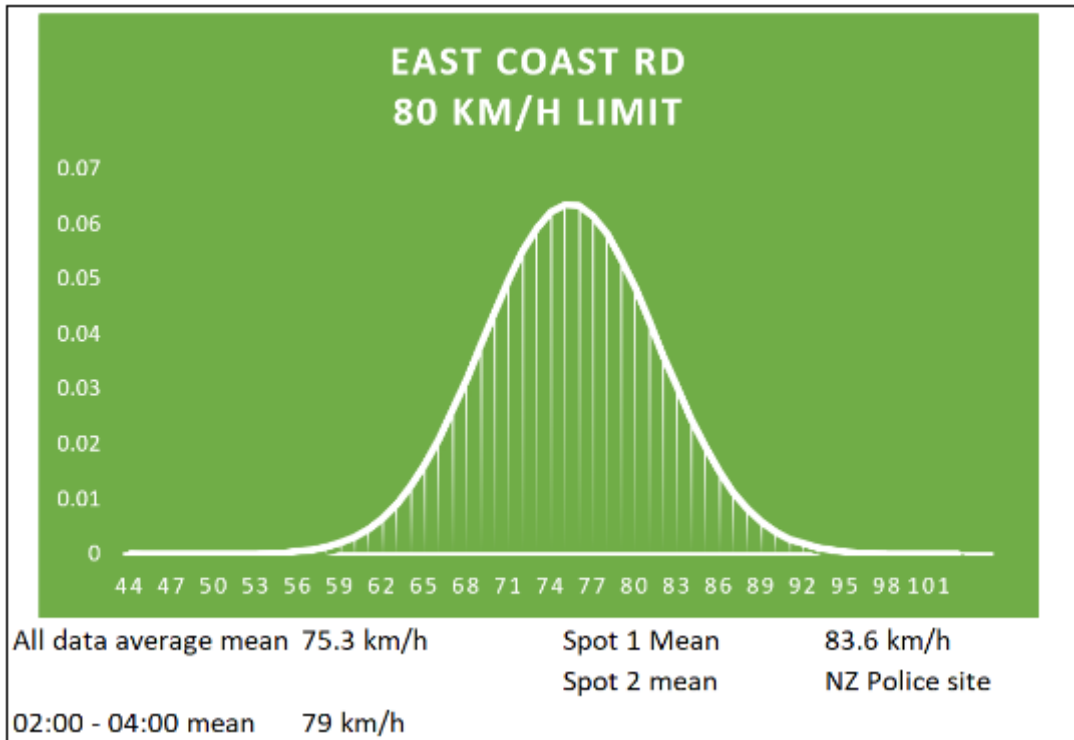 EAST COAST RD
80 KM/H LIMIT
0.07
0.06
0.05
0.04
0.03
0.02
0.01
0
44 47 50 53 56 59 62 65 68 71 74 77 80 83 86 89 92 95 98 101
All data average mean 75.3 km/h Spot 1 Mean 83.6 km/h
Spot 2 mean NZ Police site
02:00 - 04:00 mean 79 km/h